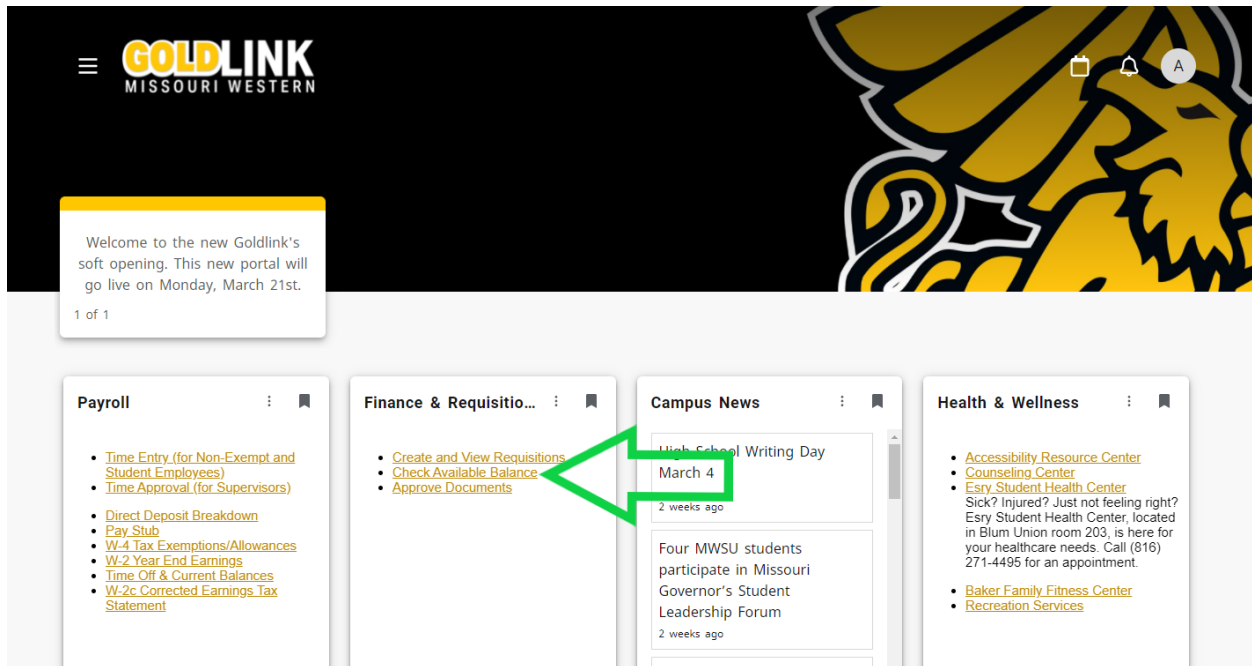 GOLDLINK
MISSOURI WESTERN
A
Welcome to the new Goldlink's
soft opening. This new portal will
go live on Monday, March 21st.
1 of 1
Payroll
Time Entry (for Non-Exempt and
Student Employees)
Time Approval (for Supervisors)
Direct Deposit Breakdown
Pay Stub
W-4 Tax Exemptions/Allowances
W-2 Year End Earnings
Time Off & Current Balances
W-2c Corrected Earnings Tax
Statement
Finance & Requisitio...
Create and View Requisitions
Check Available Balance
Approve Documents
Campus News
High School Writing Day
March 4
2 weeks ago
Four MWSU students
participate in Missouri
Governor's Student
Leadership Forum
2 weeks ago
Health & Wellness
Accessibility Resource Center
Counseling Center
Esry Student Health Center
Sick? Injured? Just not feeling right?
Esry Student Health Center, located
in Blum Union room 203, is here for
your healthcare needs. Call (816)
271-4495 for an appointment.
Baker Family Fitness Center
Recreation Services